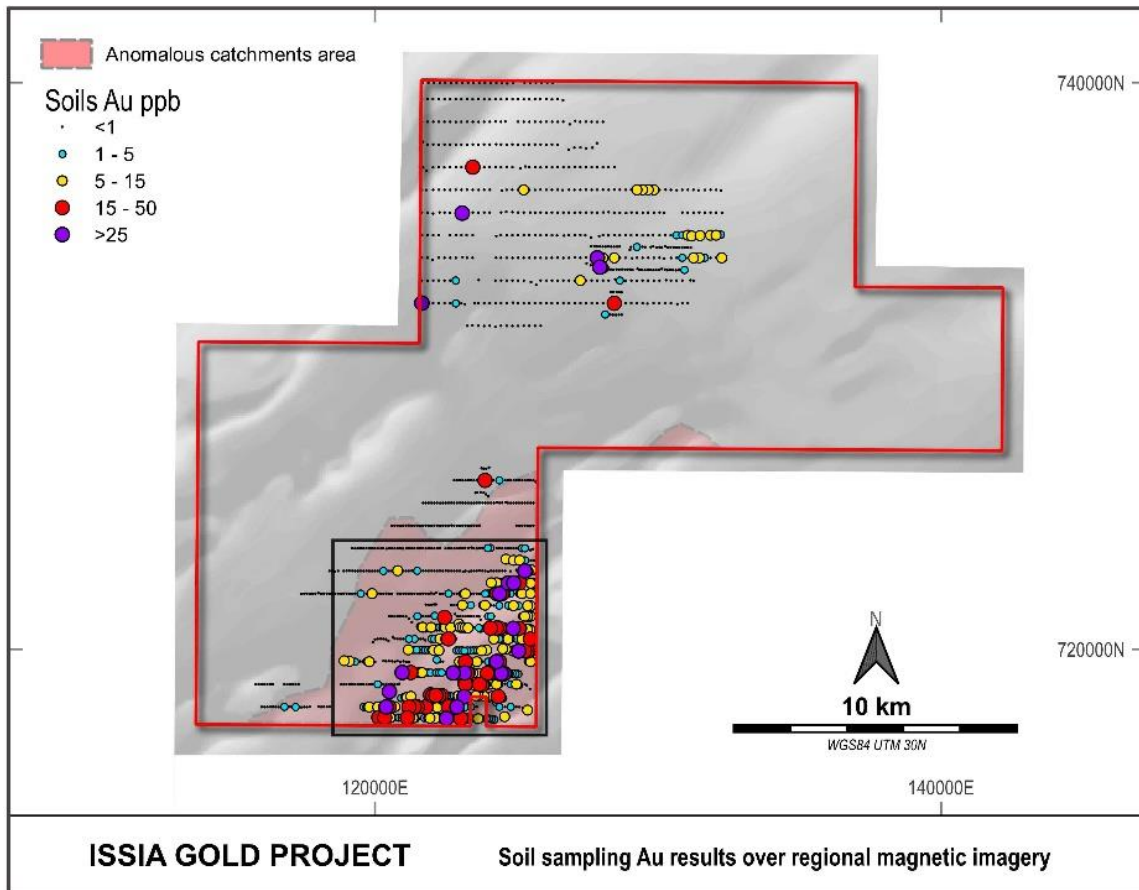 Anomalous catchments area
Soils Au ppb
<1
1 - 5
5 - 15
15 - 50
>25
740000N
720000N
N
10 km
WGS84 UTM 30N
120000E
140000E
ISSIA GOLD PROJECT
Soil sampling Au results over regional magnetic imagery